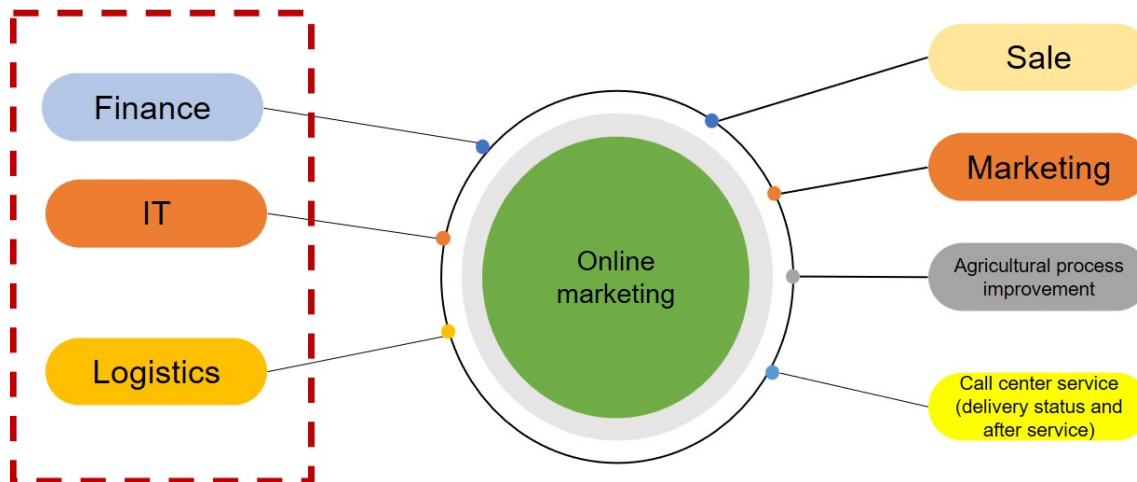 Finance
IT
Logistics
Online
marketing
Sale
Marketing
Agricultural process
improvement
Call center service
(delivery status and
after service)